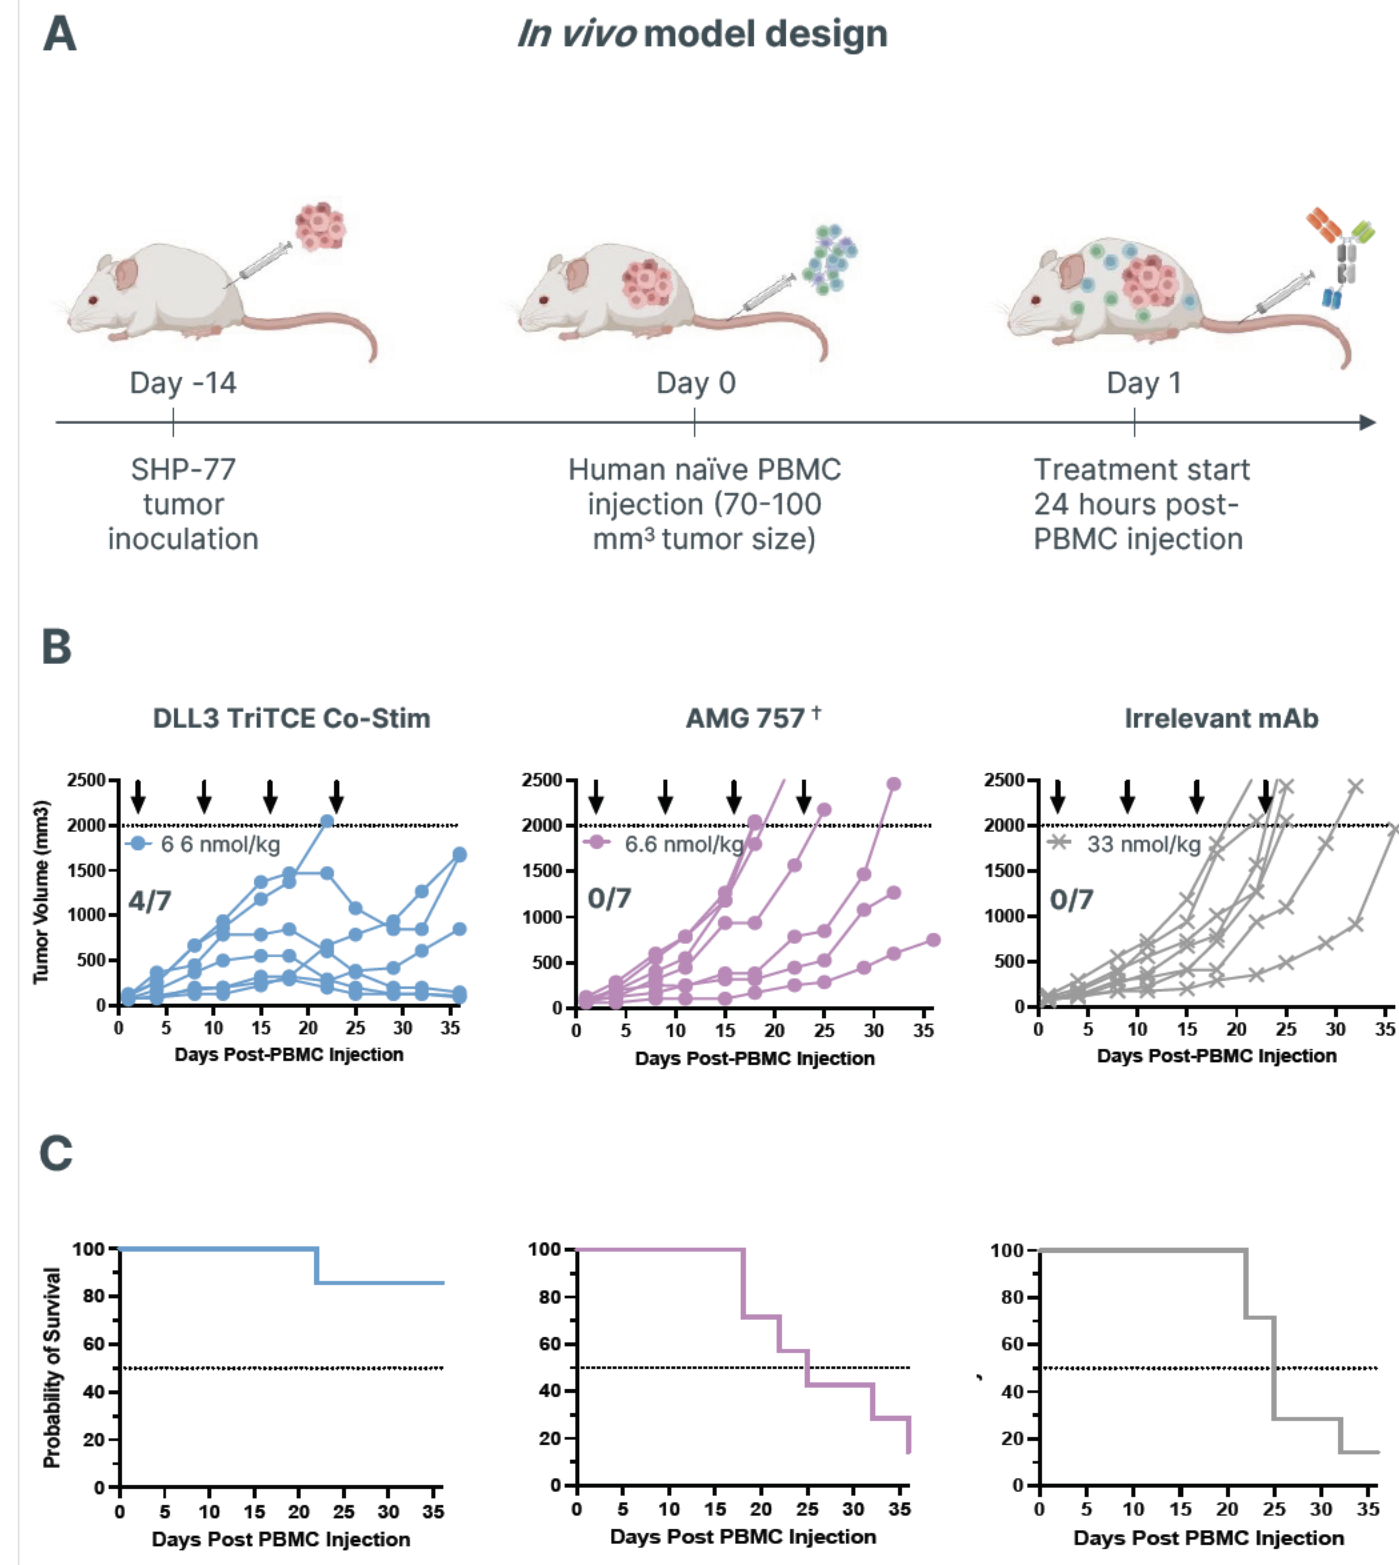 A
In vivo model design
Day -14
Day 0
Day 1
SHP-77
tumor
inoculation
Human naïve PBMC
injection (70-100
mm³ tumor size)
Treatment start
24 hours post-
PBMC injection
B
DLL3 TriTCE Co-Stim
AMG 757 †
Irrelevant mAb
Tumor Volume (mm3)
2500
2000
1500
1000
500
0
6 6 nmol/kg
4/7
0 5 10 15 20 25 30 35
Days Post-PBMC Injection
2500
2000
1500
1000
500
0
6.6 nmol/kg
0/7
0 5 10 15 20 25 30 35
Days Post-PBMC Injection
2500
2000
1500
1000
500
0
33 nmol/kg
0/7
0 5 10 15 20 25 30 35
Days Post-PBMC Injection
C
Probability of Survival
100
80
60
40
20
0
0 5 10 15 20 25 30 35
Days Post PBMC Injection
100
80
60
40
20
0
0 5 10 15 20 25 30 35
Days Post PBMC Injection
100
80
60
40
20
0
0 5 10 15 20 25 30 35
Days Post PBMC Injection